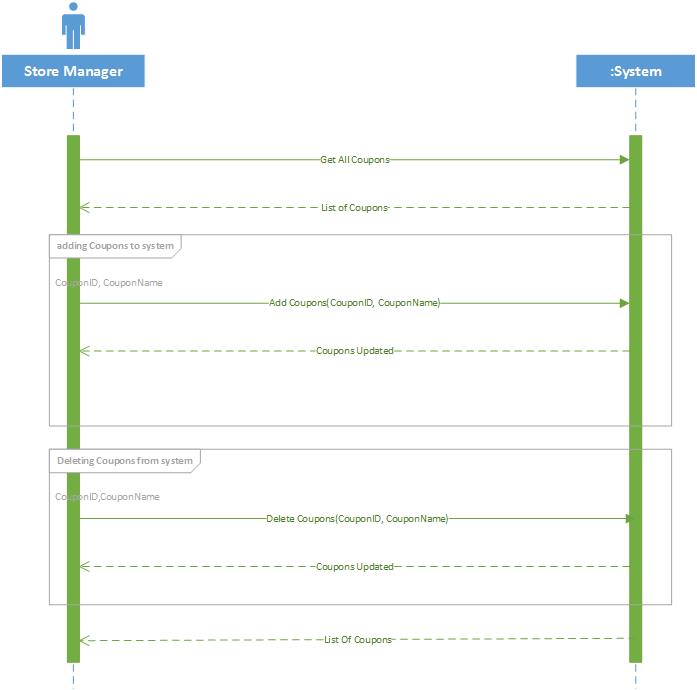 Store Manager
:System
Get All Coupons
List of Coupons
adding Coupons to system
CouponID, CouponName
Add Coupons(CouponID, CouponName)
Coupons Updated
Deleting Coupons from system
CouponID,CouponName
Delete Coupons(CouponID, CouponName)
Coupons Updated
List Of Coupons